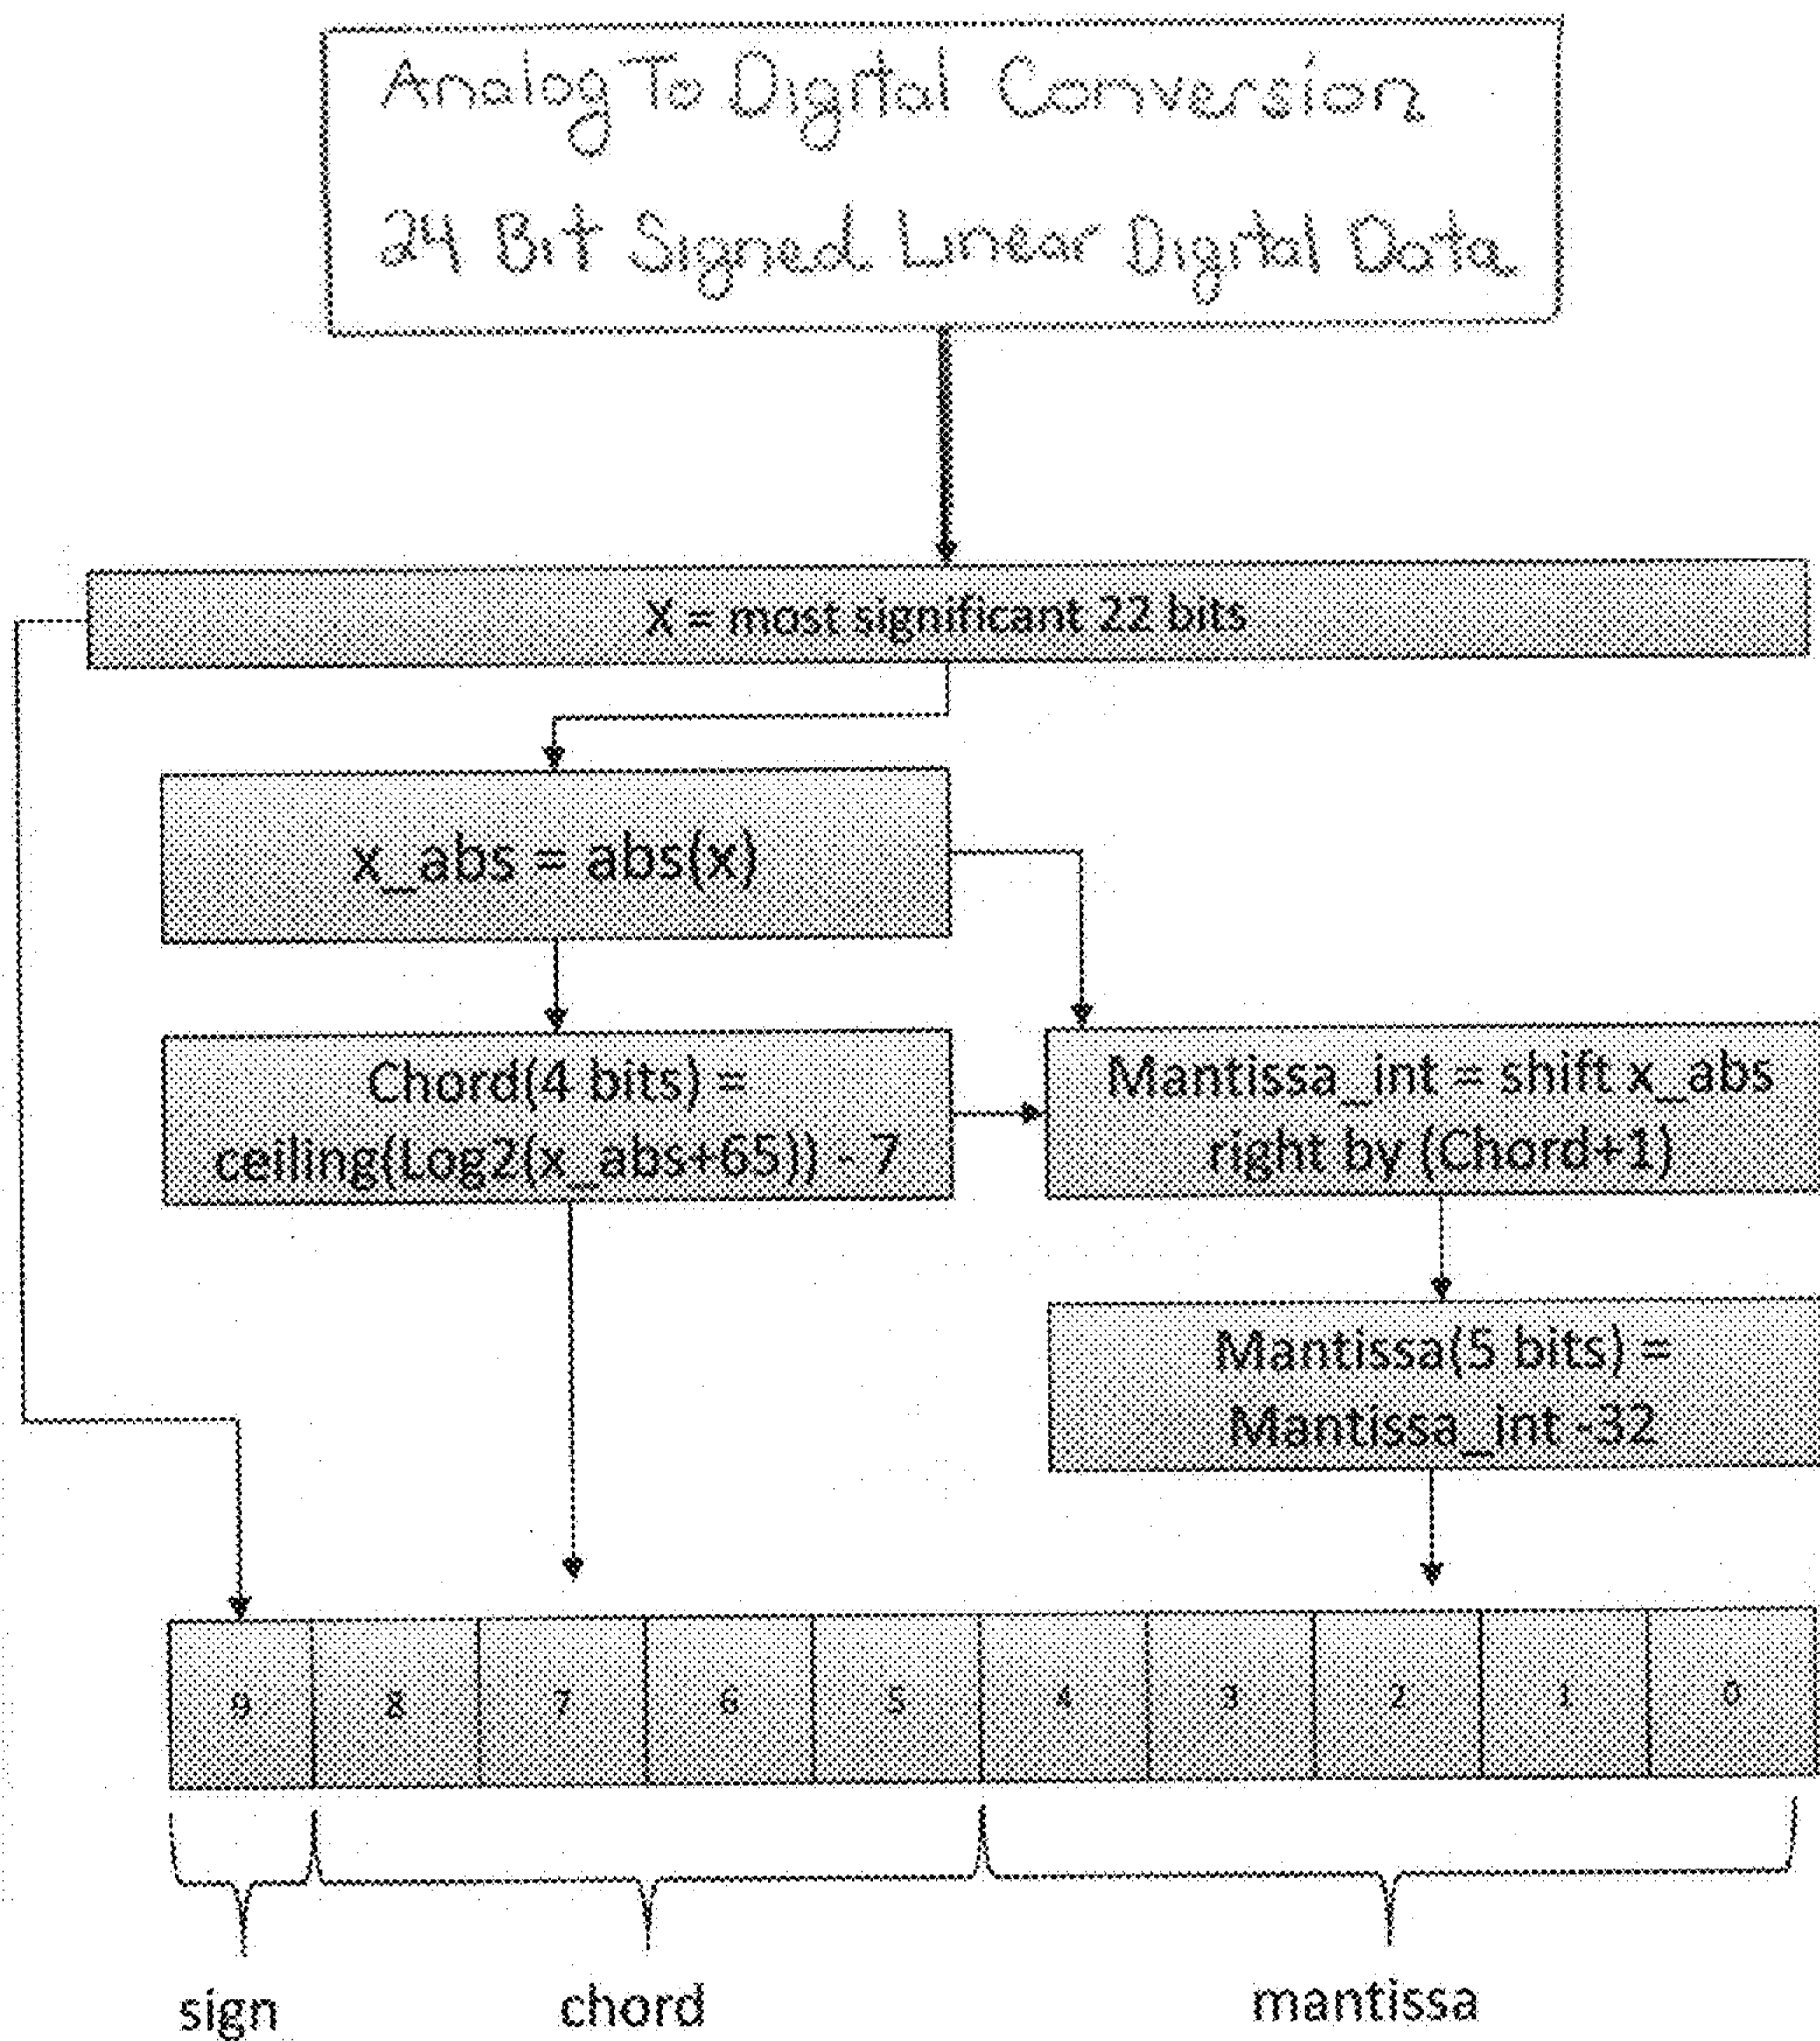 Analog To Digital Conversion
24 Bit Signed Linear Digital Data
X = most significant 22 bits
x_abs = abs(x)
Chord(4 bits) =
ceiling(Log2(x_abs+65)) - 7
Mantissa_int = shift x_abs
right by (Chord+1)
Mantissa(5 bits) =
Mantissa_int -32
9 8 7 6 5 4 3 2 1 0
sign chord mantissa